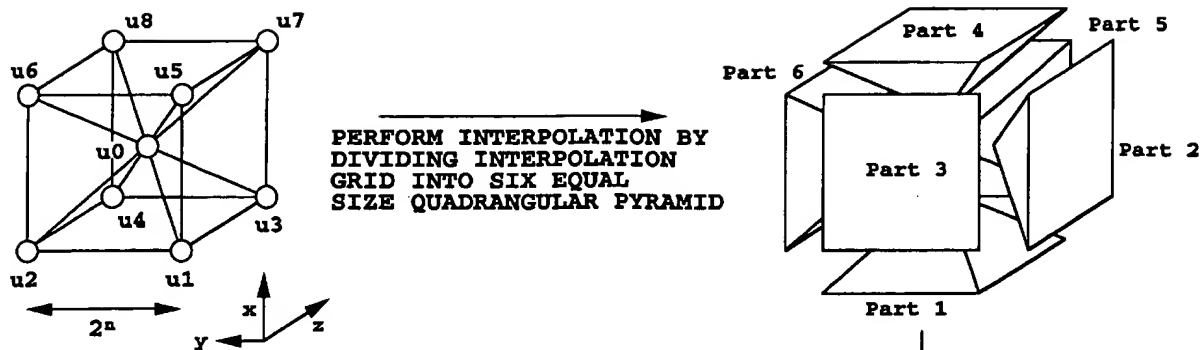 u8
u7
u6
u5
u0
u4
u3
u2
u1
2ⁿ
x
y
z
PERFORM INTERPOLATION BY
DIVIDING INTERPOLATION
GRID INTO SIX EQUAL
SIZE QUADRANGULAR PYRAMID
Part 4
Part 5
Part 6
Part 2
Part 3
Part 1